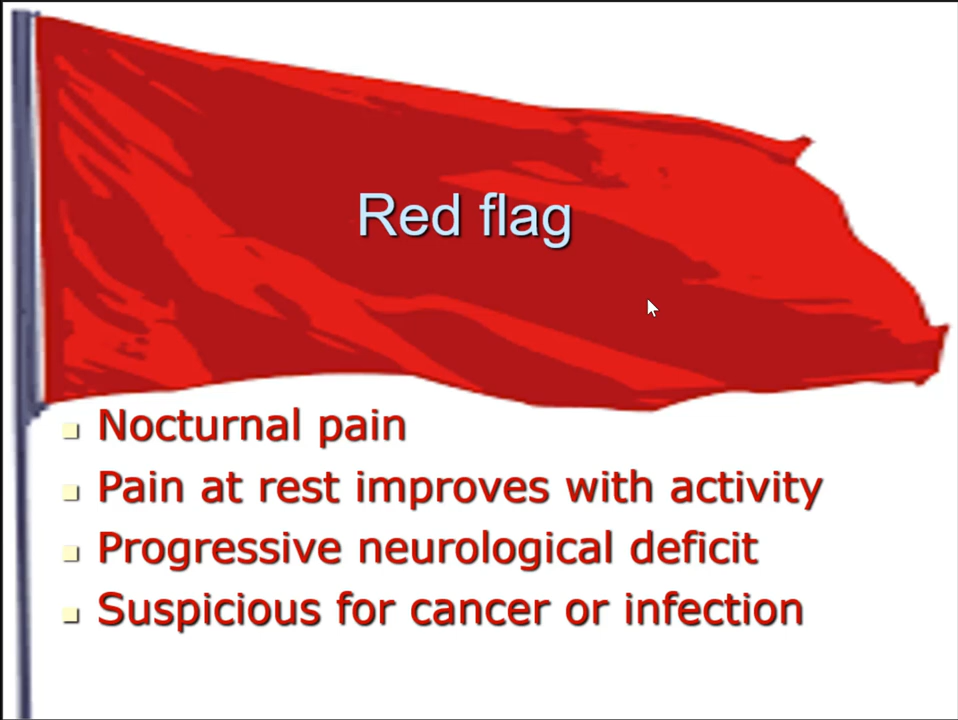 Red flag
Nocturnal pain
Pain at rest improves with activity
Progressive neurological deficit
Suspicious for cancer or infection